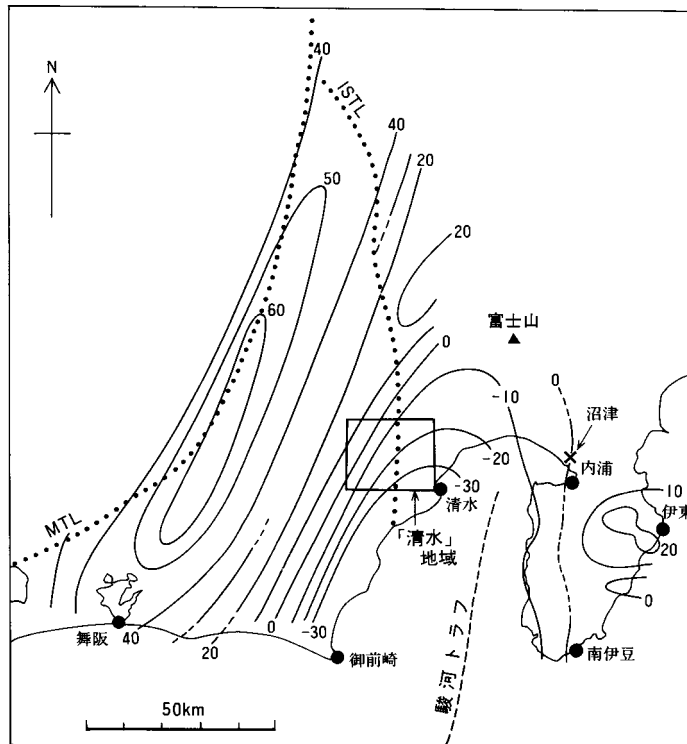 40
N
ISTL
40
20
50
20
60
富士山
0
0
-10
沼津
-20
内浦
-30
10
清水
伊東
MTL
「清水」
地域
20
0
舞阪
40
20
0
-30
御前崎
駿河トラフ
南伊豆
50km